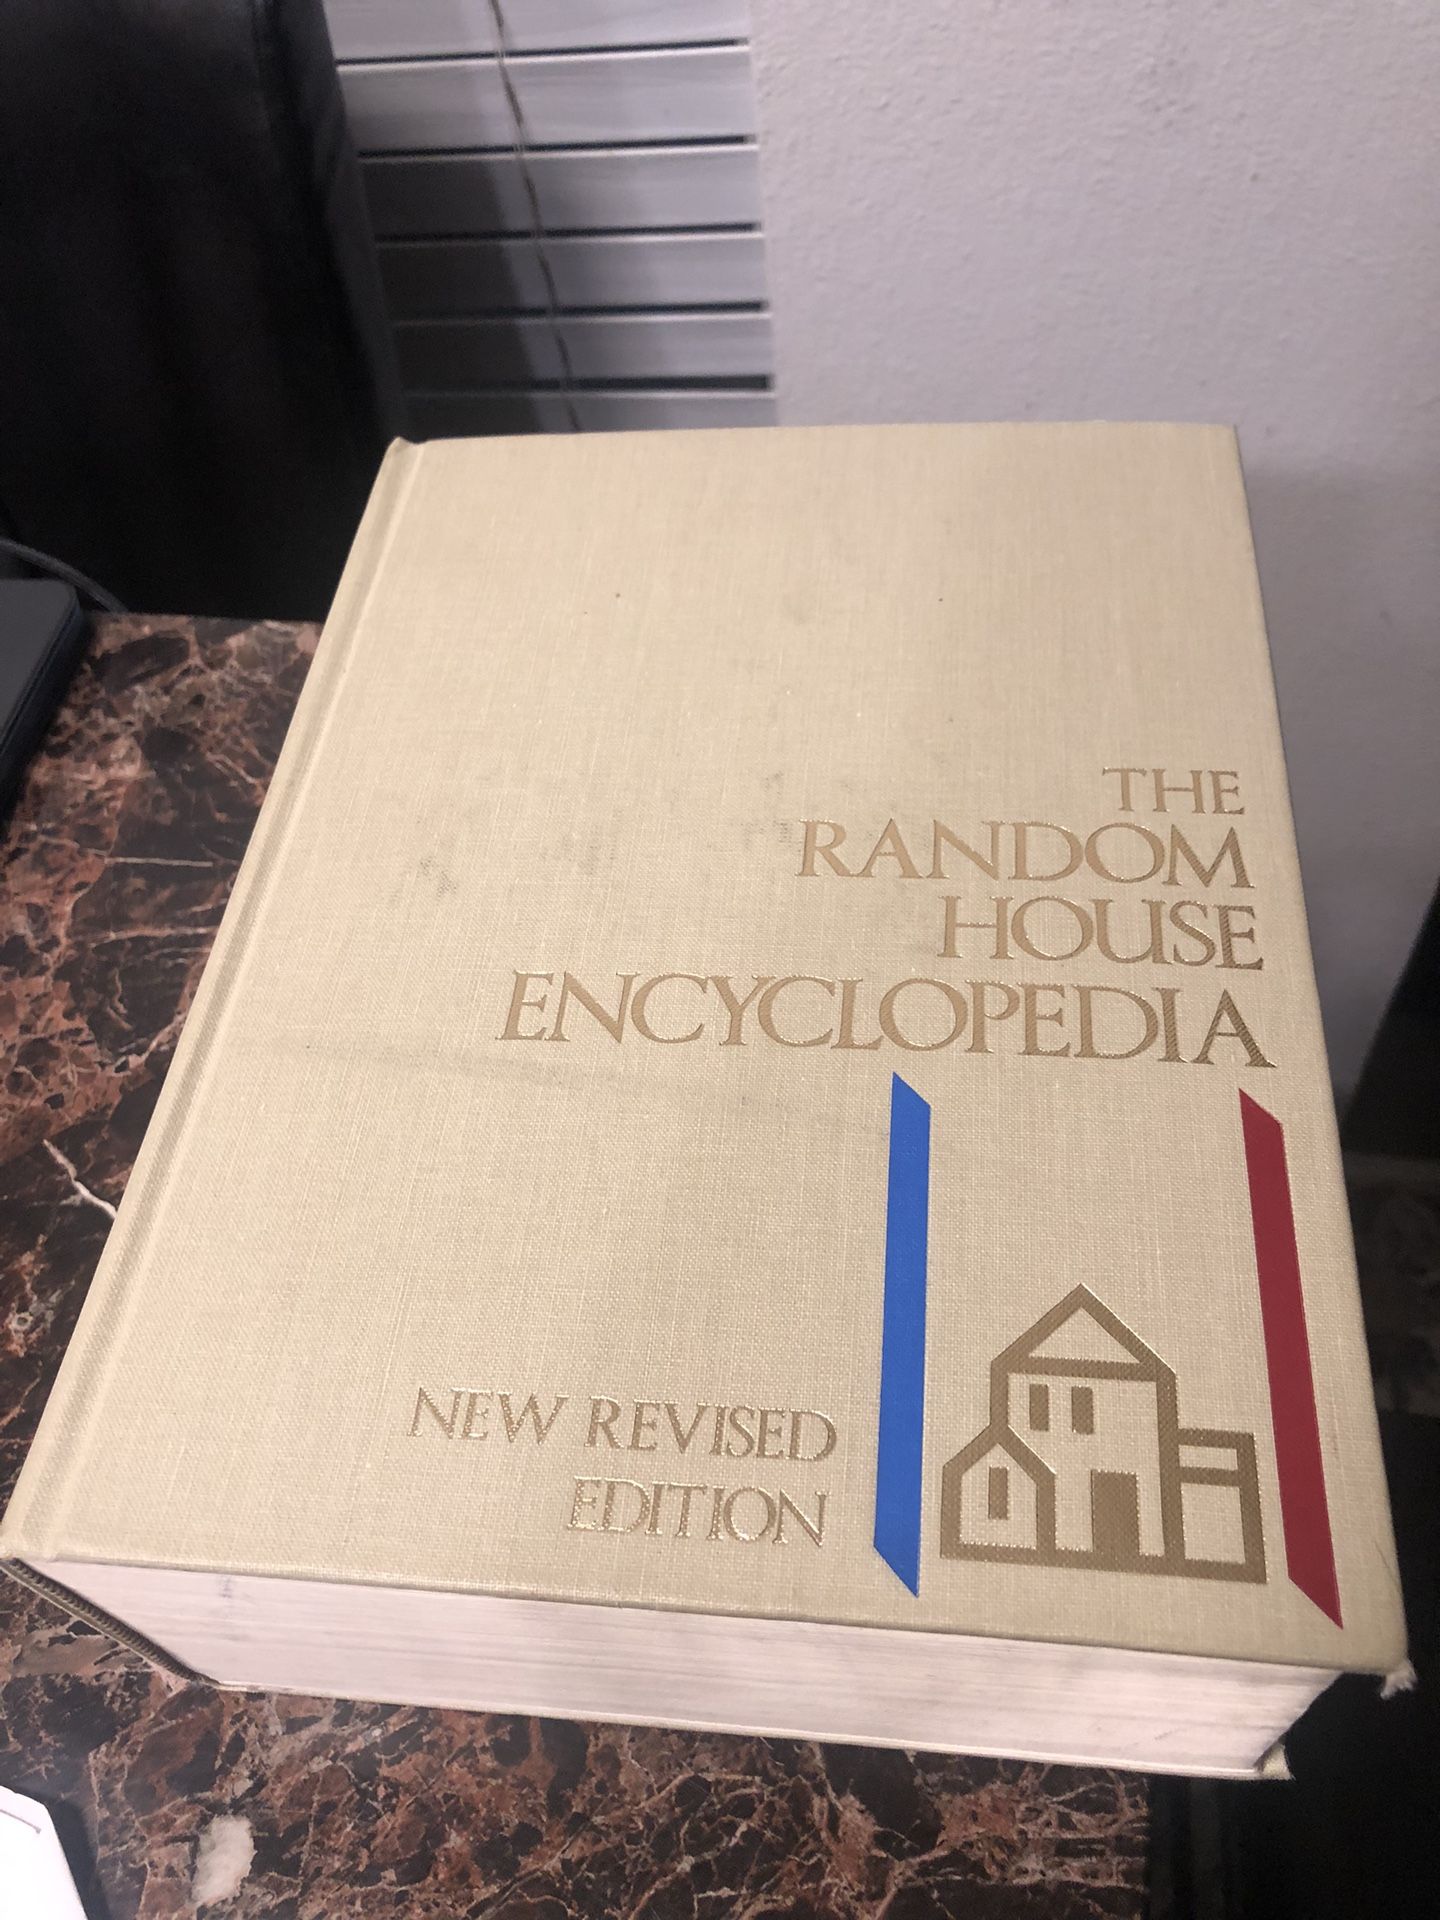 THE
RANDOM
HOUSE
ENCYCLOPEDIA
NEW REVISED
EDITION